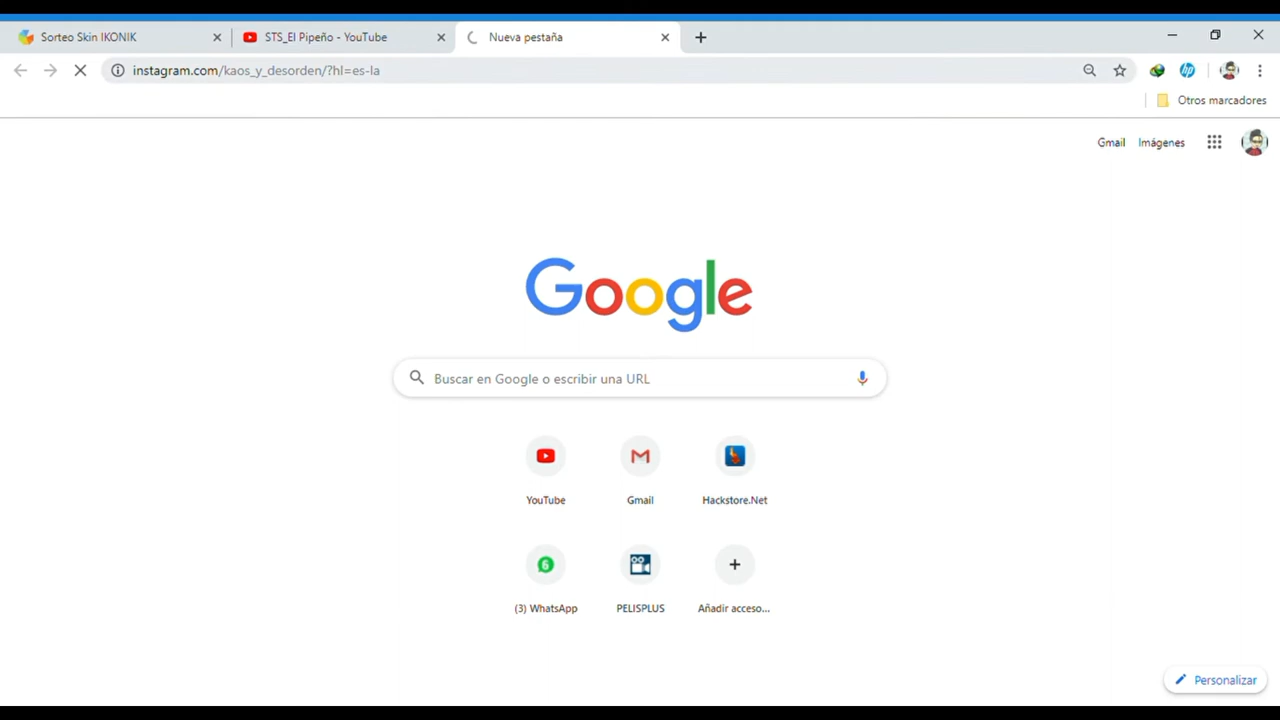 Sorteo Skin IKONIK
STS_El Pipeño - YouTube
Nueva pestaña
instagram.com/kaos_y_desorden/?hl=es-la
hp
Otros marcadores
Gmail
Imágenes
Google
Buscar en Google o escribir una URL
YouTube
Gmail
Hackstore.Net
(3) WhatsApp
PELISPLUS
Añadir acceso...
Personalizar